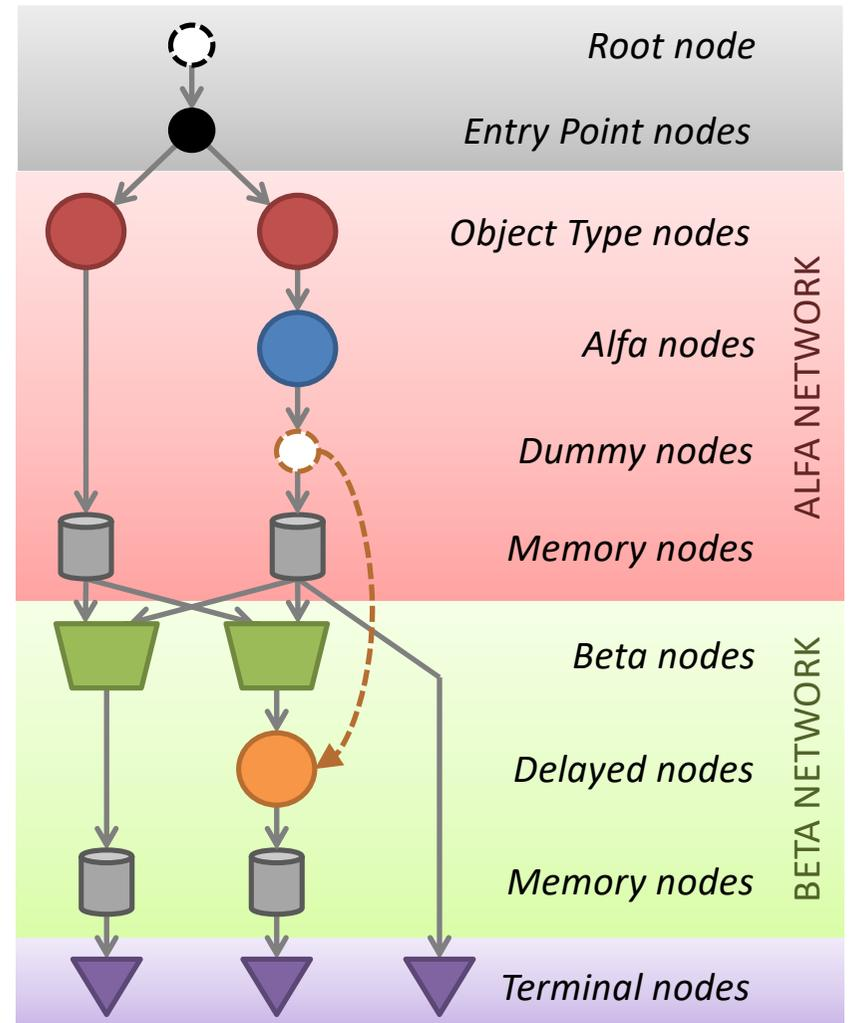 Root node
Entry Point nodes
Object Type nodes
Alfa nodes
Dummy nodes
Memory nodes
ALFA NETWORK
Beta nodes
Delayed nodes
Memory nodes
BETA NETWORK
Terminal nodes